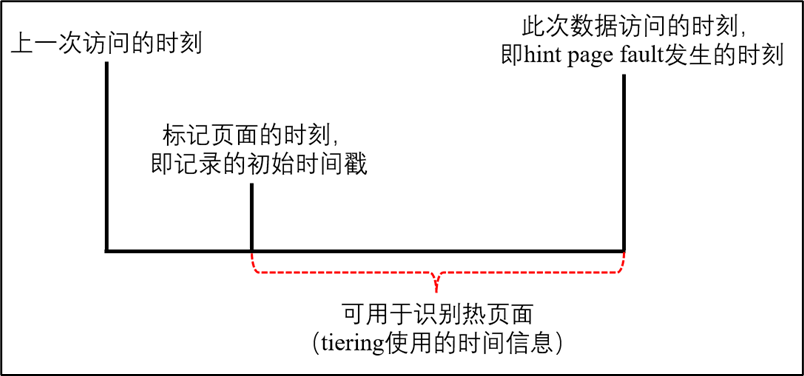 上一次访问的时刻
此次数据访问的时刻，
即hint page fault发生的时刻
标记页面的时刻，
即记录的初始时间戳
可用于识别热页面
（tiering使用的时间信息）